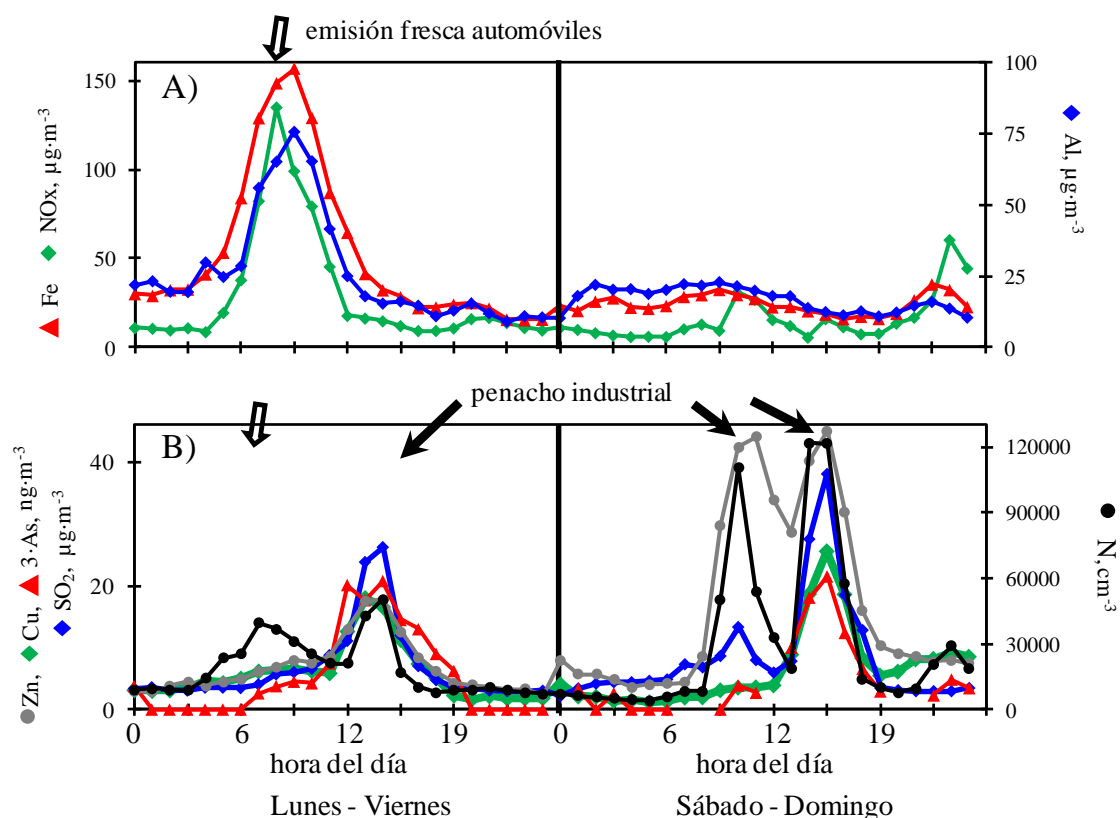 emisión fresca automóviles
A)
150
100
50
0
100
75
50
25
0
Fe NOx, µg·m-3
Al, µg·m-3
penacho industrial
B)
40
20
0
120000
90000
60000
30000
0
Zn, Cu, 3·As, ng·m-3
SO2, µg·m-3
N,cm-3
0 6 12 19 0 6 12 19
hora del día hora del día
Lunes - Viernes Sábado - Domingo